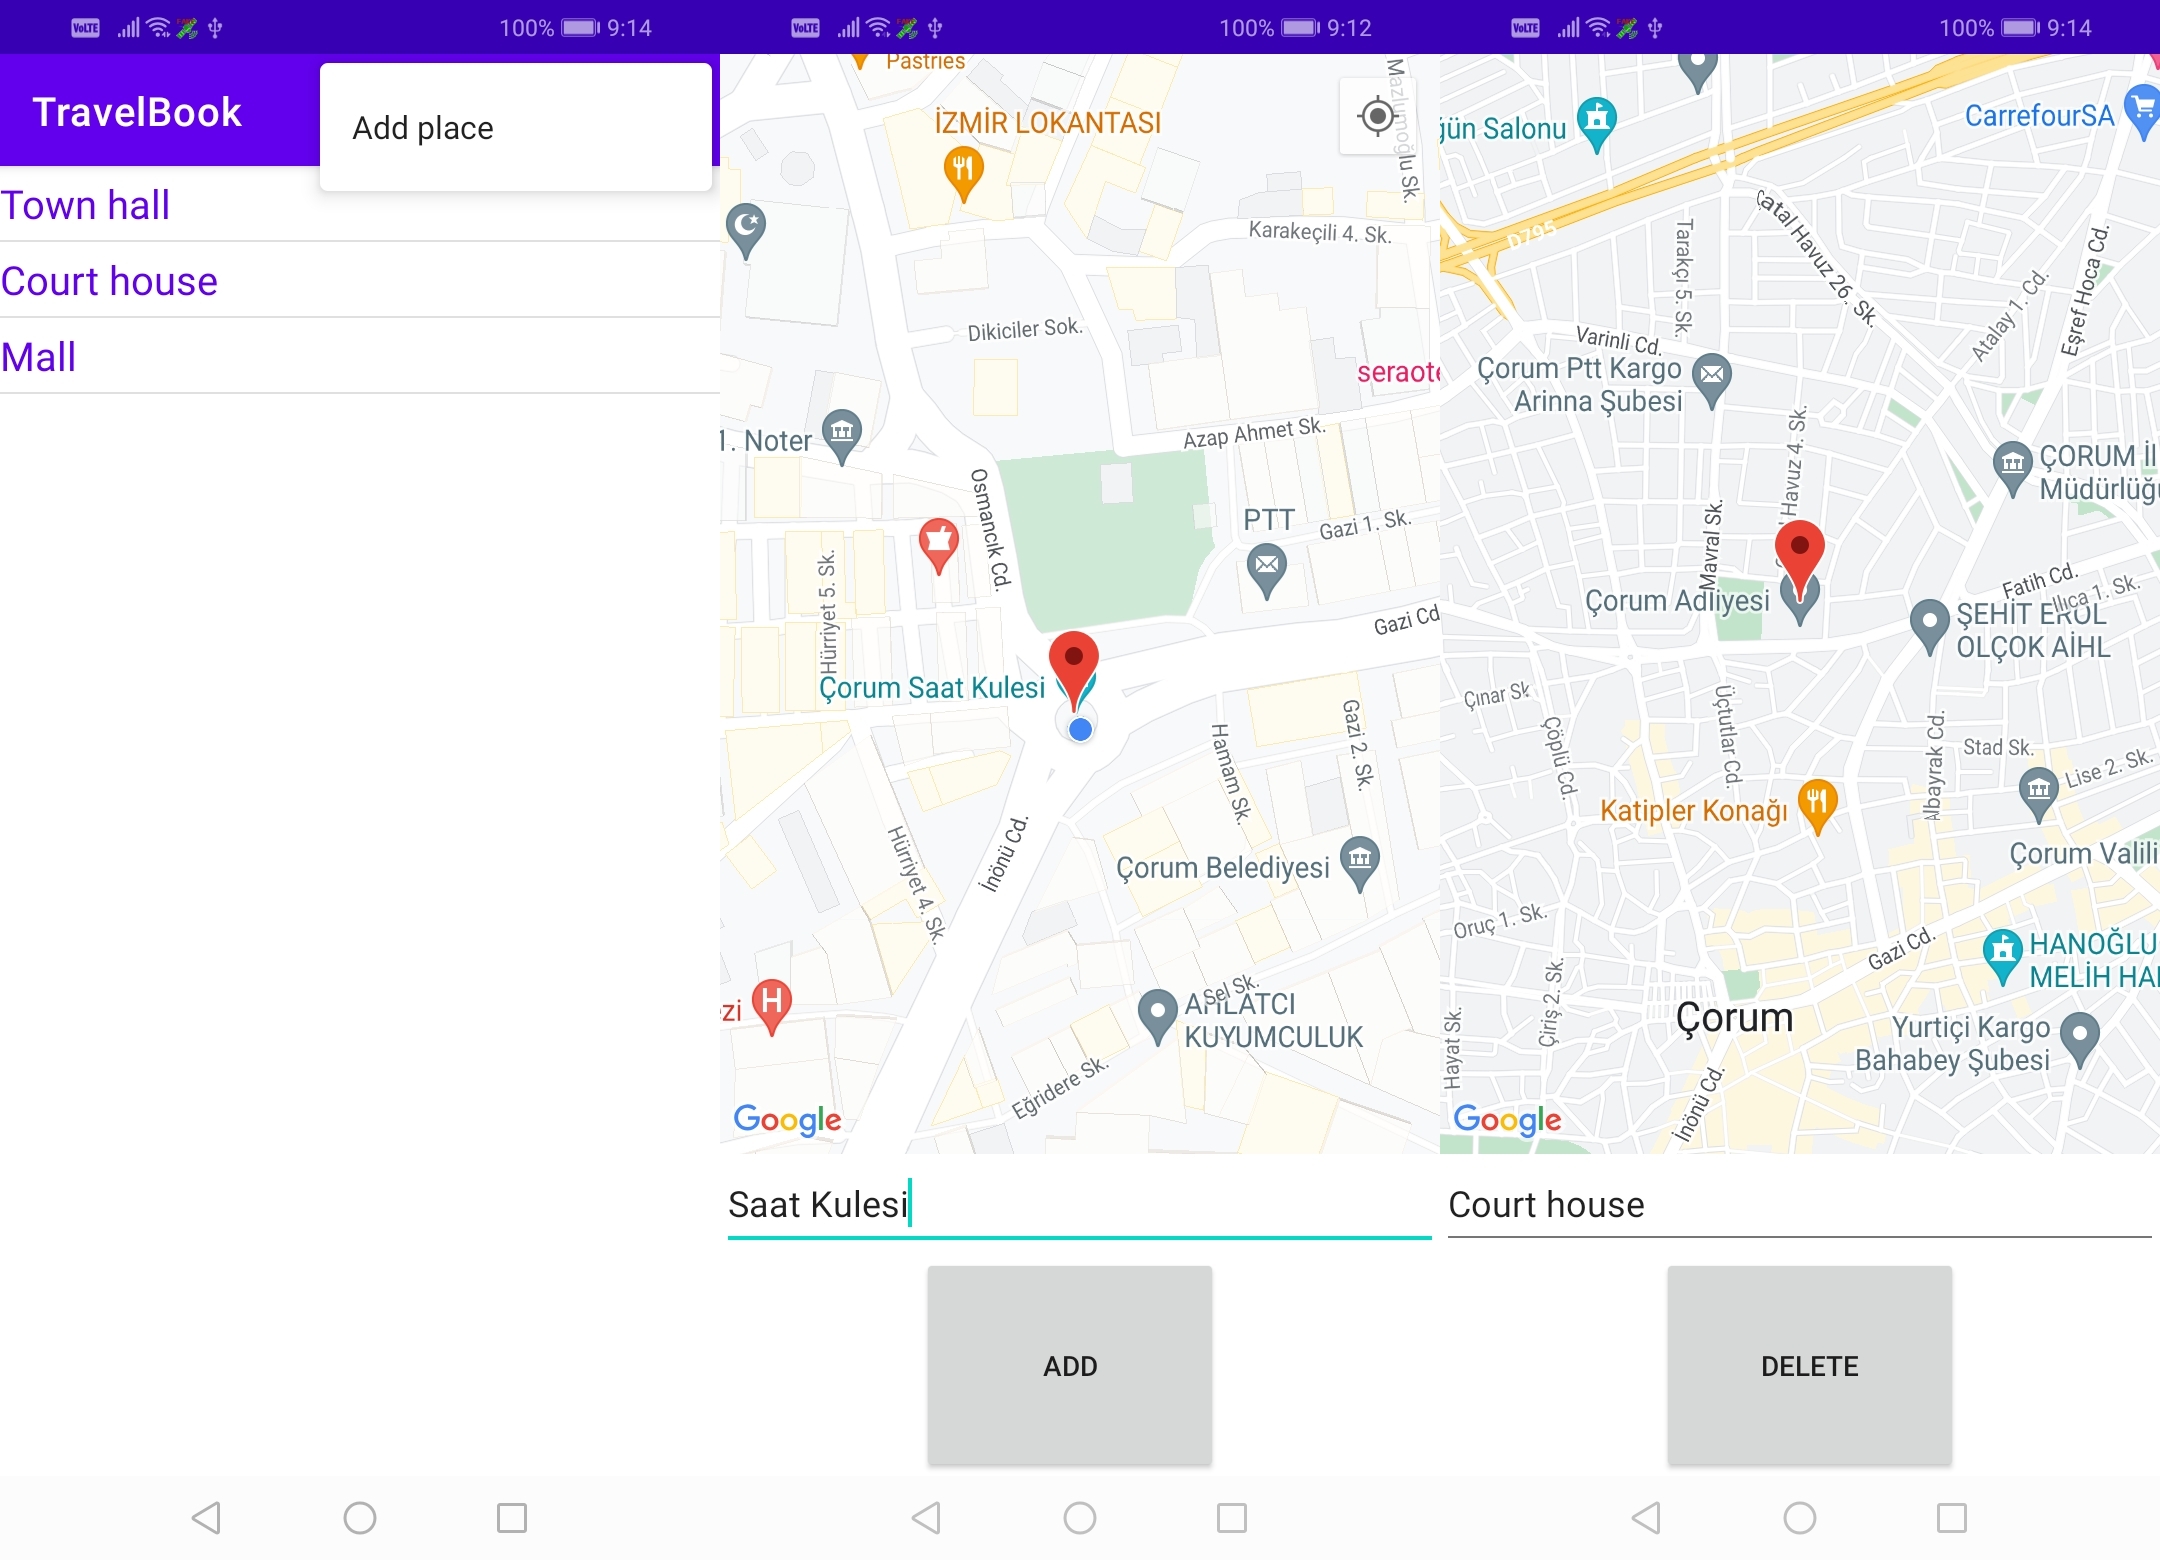 VoLTE
100% 9:14
TravelBook
Add place
Town hall
Court house
Mall
VoLTE
100% 9:12
Pastries
İZMİR LOKANTASI
Mazlumoğlu Sk.
Karakeçili 4. Sk.
Dikiciler Sok.
seraote
1. Noter
Azap Ahmet Sk.
Osmancık Cd.
PTT
Gazi 1. Sk.
Hürriyet 5. Sk.
Gazi Cd
Çorum Saat Kulesi
Hamam Sk.
Gazi 2. Sk.
İnönü Cd.
Hürriyet 4. Sk.
Çorum Belediyesi
zi
H
Sel Sk.
AHLATCI
KUYUMCULUK
Eğridere Sk.
Google
Saat Kulesi
ADD
VoLTE
100% 9:14
ğün Salonu
CarrefourSA
D795
Çatal Havuz 26. Sk.
Tarakçı 5. Sk.
Eşref Hoca Cd.
Atalay 1. Cd.
Varinli Cd.
Çorum Ptt Kargo
Arinna Şubesi
Havuz 4. Sk.
ÇORUM İl
Müdürlüğü
Mavral Sk.
Çorum Adliyesi
Fatih Cd.
Ilıca 1. Sk.
ŞEHİT EROL
OLÇOK AİHL
Çınar Sk
Çöplü Cd.
Üçtutlar Cd.
Albayrak Cd.
Stad Sk.
Lise 2. Sk.
Katipler Konağı
Çorum Valili
Oruç 1. Sk.
Gazi Cd.
HANOĞLU
MELİH HA
Çiriş 2. Sk.
Hayat Sk.
Çorum
Yurtiçi Kargo
Bahabey Şubesi
İnönü Cd.
Google
Court house
DELETE